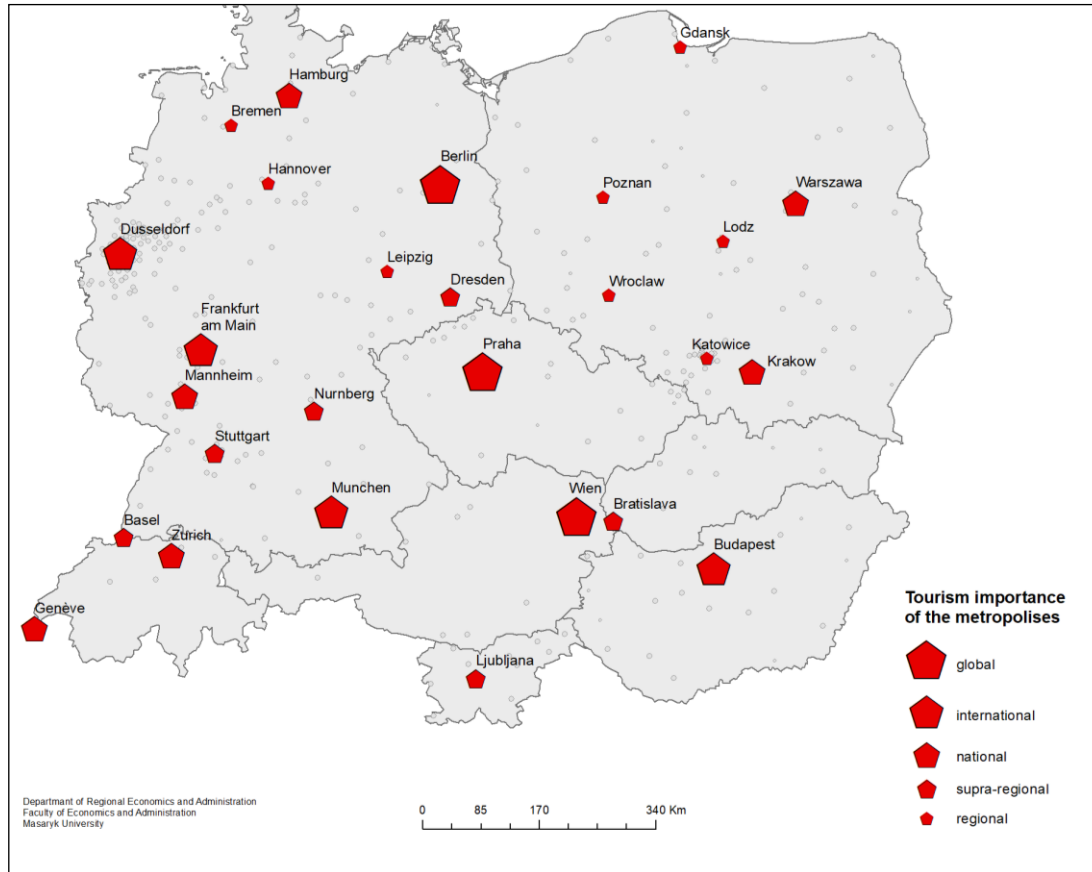 Gdansk
Hamburg
Bremen
Berlin
Hannover
Poznan
Warszawa
Dusseldorf
Lodz
Leipzig
Dresden
Wroclaw
Frankfurt
am Main
Praha
Katowice
Krakow
Mannheim
Nurnberg
Stuttgart
Munchen
Wien
Bratislava
Basel
Zürich
Budapest
Genève
Ljubljana
Tourism importance
of the metropolises
global
international
national
supra-regional
regional
Departmant of Regional Economics and Administration
Faculty of Economics and Administration
Masaryk University
0 85 170 340 Km